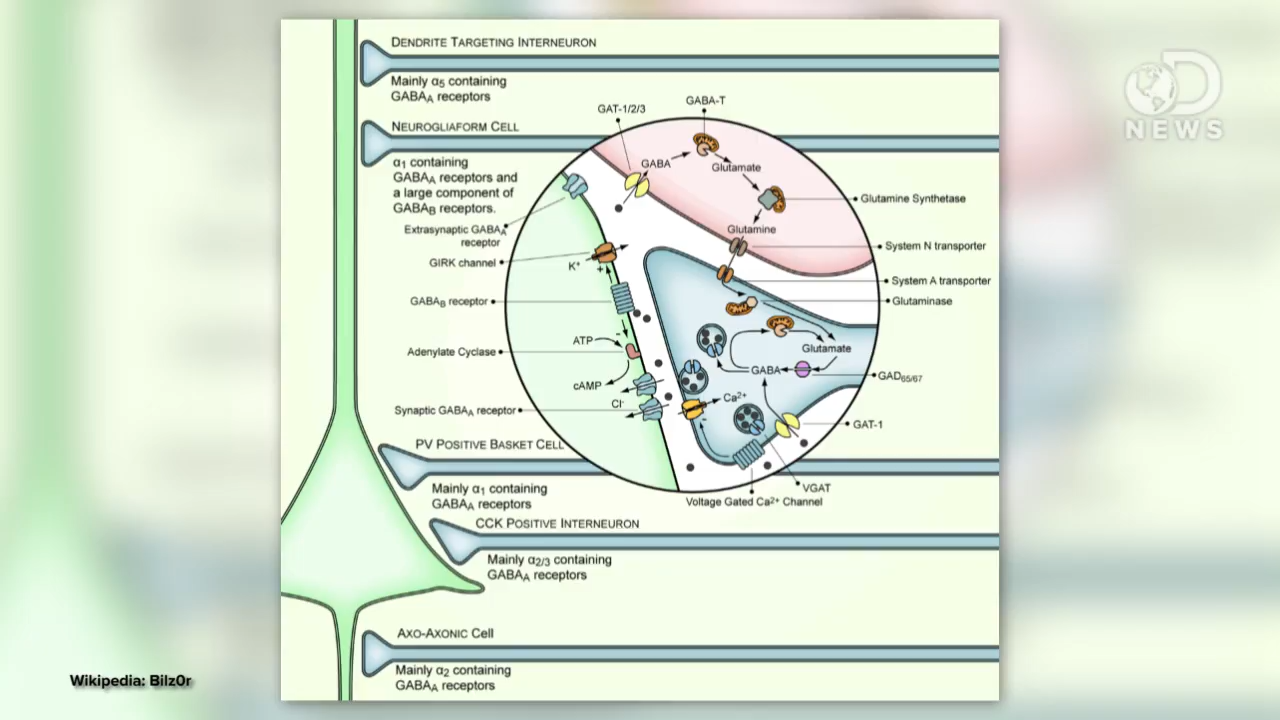 DENDRITE TARGETING INTERNEURON
Mainly α5 containing
GABAA receptors
D
NEWS
GAT-1/2/3
GABA-T
NEUROGLIAFORM CELL
α1 containing
GABAA receptors and
a large component of
GABAB receptors.
GABA
Glutamate
Glutamine Synthetase
Extrasynaptic GABAA
receptor
Glutamine
System N transporter
GIRK channel
K+
+
System A transporter
GABAB receptor
Glutaminase
-
ATP
Glutamate
Adenylate Cyclase
GABA
GAD65/67
cAMP
Ca2+
Cl-
Synaptic GABAA receptor
-
GAT-1
PV POSITIVE BASKET CELL
Mainly α1 containing
GABAA receptors
VGAT
Voltage Gated Ca2+ Channel
CCK POSITIVE INTERNEURON
Mainly α2/3 containing
GABAA receptors
AXO-AXONIC Cell
Mainly α2 containing
GABAA receptors
Wikipedia: Bilz0r